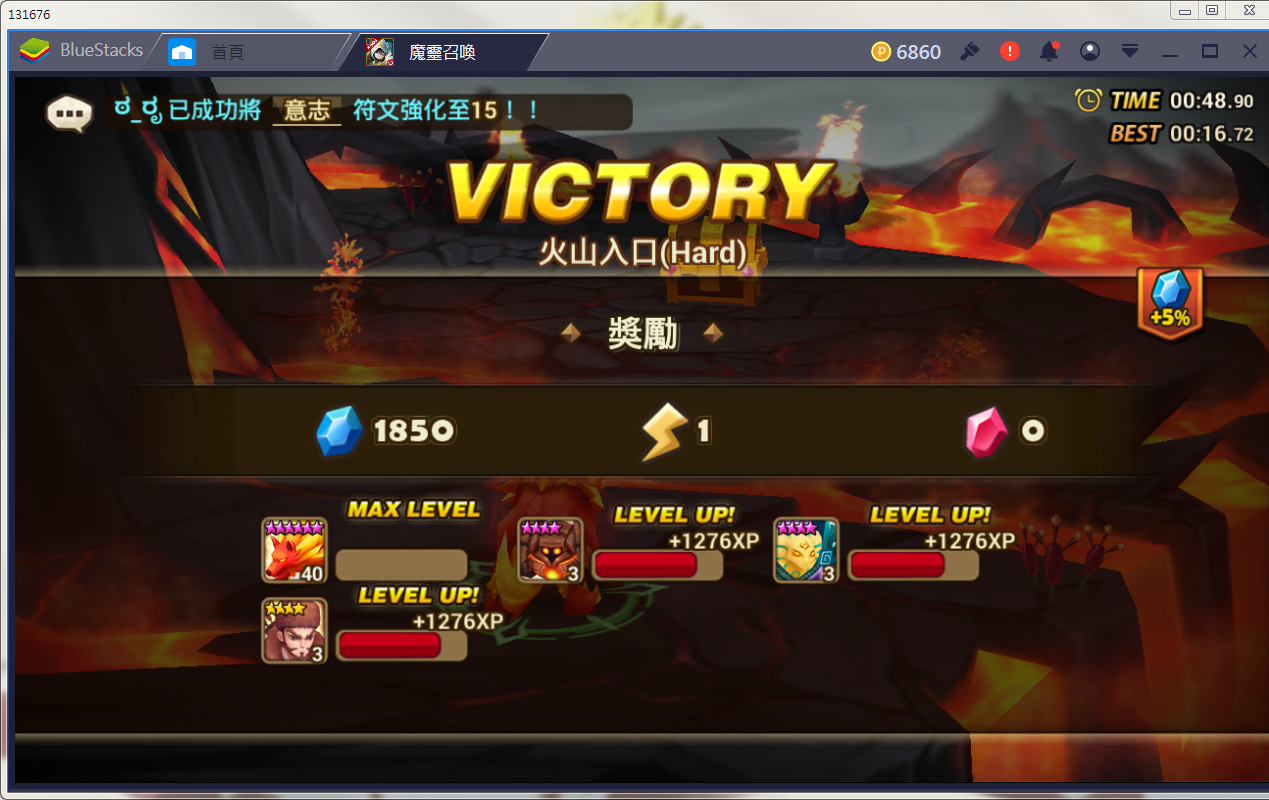 131676
BlueStacks
首頁
魔靈召喚
6860
ಠ_ರೃ 已成功將 意志 符文強化至15！！
TIME 00:48.90
BEST 00:16.72
VICTORY
火山入口(Hard)
+5%
獎勵
1850
1
0
MAX LEVEL
40
LEVEL UP!
+1276XP
3
LEVEL UP!
+1276XP
3
LEVEL UP!
+1276XP
3